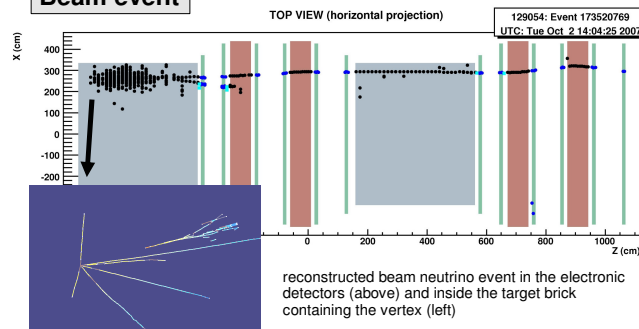 Beam event
TOP VIEW (horizontal projection)
129054: Event 173520769
UTC: Tue Oct 2 14:04:25 2007
X (cm)
400
300
200
100
0
-100
-200
0
200
400
600
800
1000
Z (cm)
reconstructed beam neutrino event in the electronic
detectors (above) and inside the target brick
containing the vertex (left)